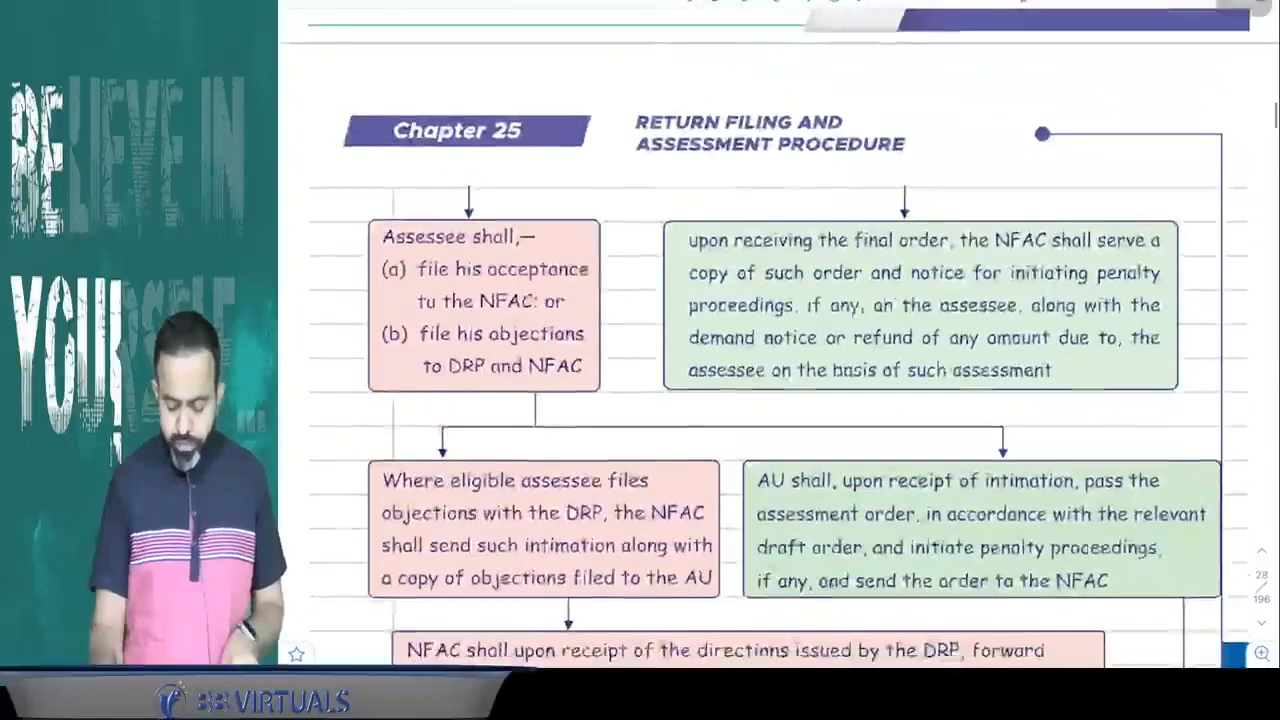 BELIEVE IN
YOURSELF
...
Chapter 25
RETURN FILING AND
ASSESSMENT PROCEDURE
Assessee shall,—
(a) file his acceptance
to the NFAC; or
(b) file his objections
to DRP and NFAC
upon receiving the final order, the NFAC shall serve a
copy of such order and notice for initiating penalty
proceedings, if any, on the assessee, along with the
demand notice or refund of any amount due to, the
assessee on the basis of such assessment
Where eligible assessee files
objections with the DRP, the NFAC
shall send such intimation along with
a copy of objections filed to the AU
AU shall, upon receipt of intimation, pass the
assessment order, in accordance with the relevant
draft order, and initiate penalty proceedings,
if any, and send the order to the NFAC
28
/
196
NFAC shall upon receipt of the directions issued by the DRP, forward
BB VIRTUALS